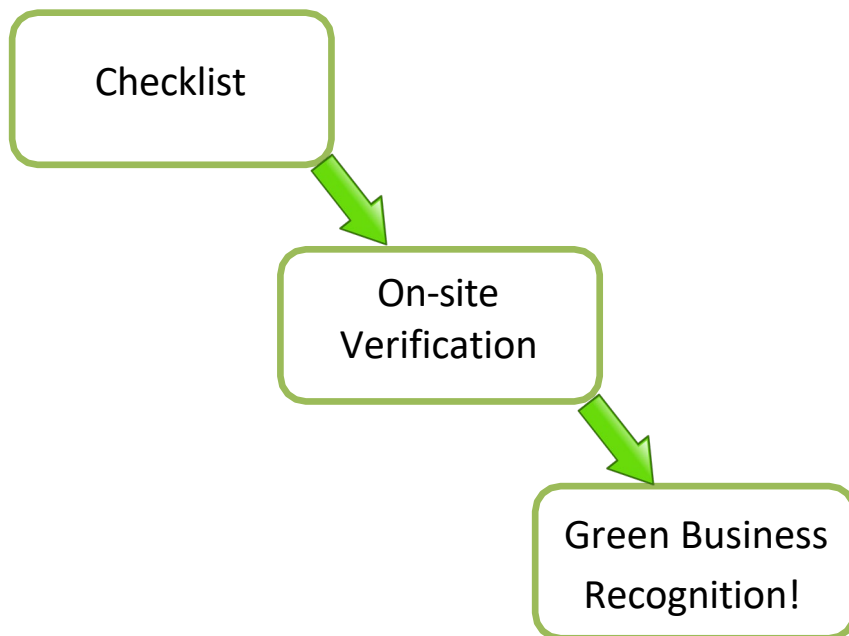 Checklist
On-site
Verification
Green Business
Recognition!